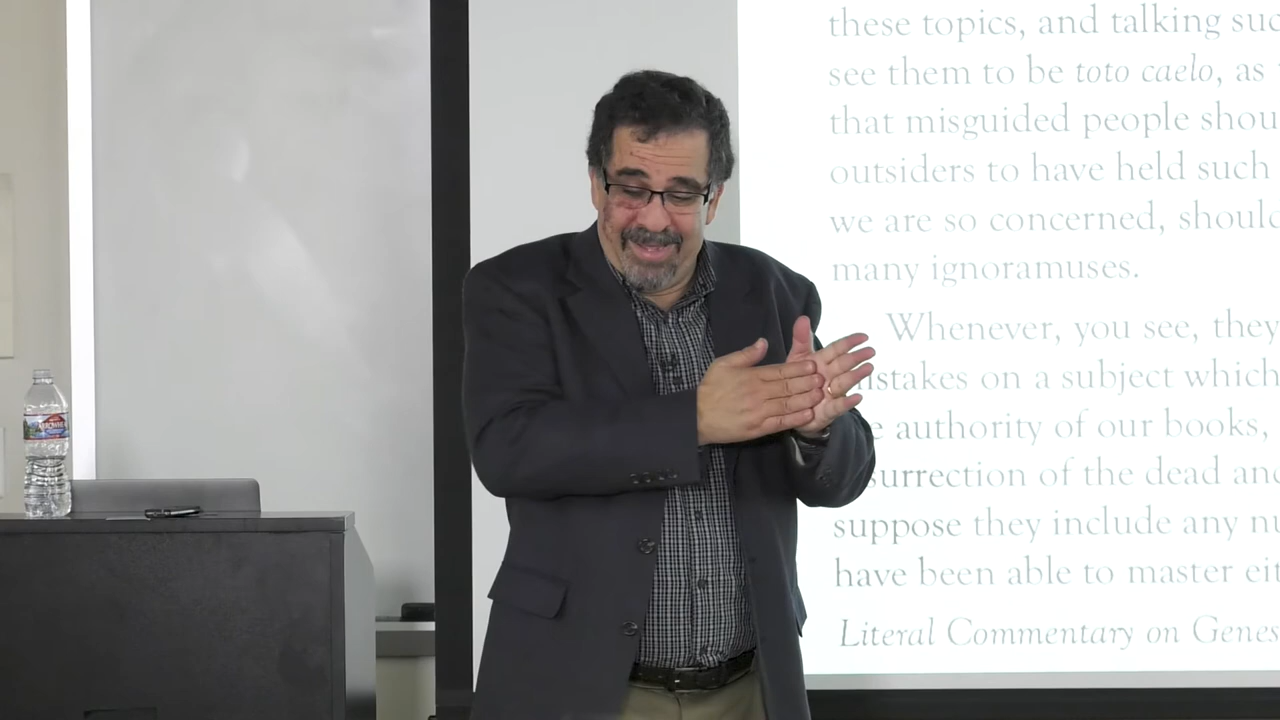 these topics, and talking suc
see them to be toto caelo, as
that misguided people shou
outsiders to have held such
we are so concerned, should
many ignoramuses.
Whenever, you see, they
mistakes on a subject which
e authority of our books,
surrection of the dead and
suppose they include any nu
have been able to master eit
Literal Commentary on Genes
ARROWHEAD